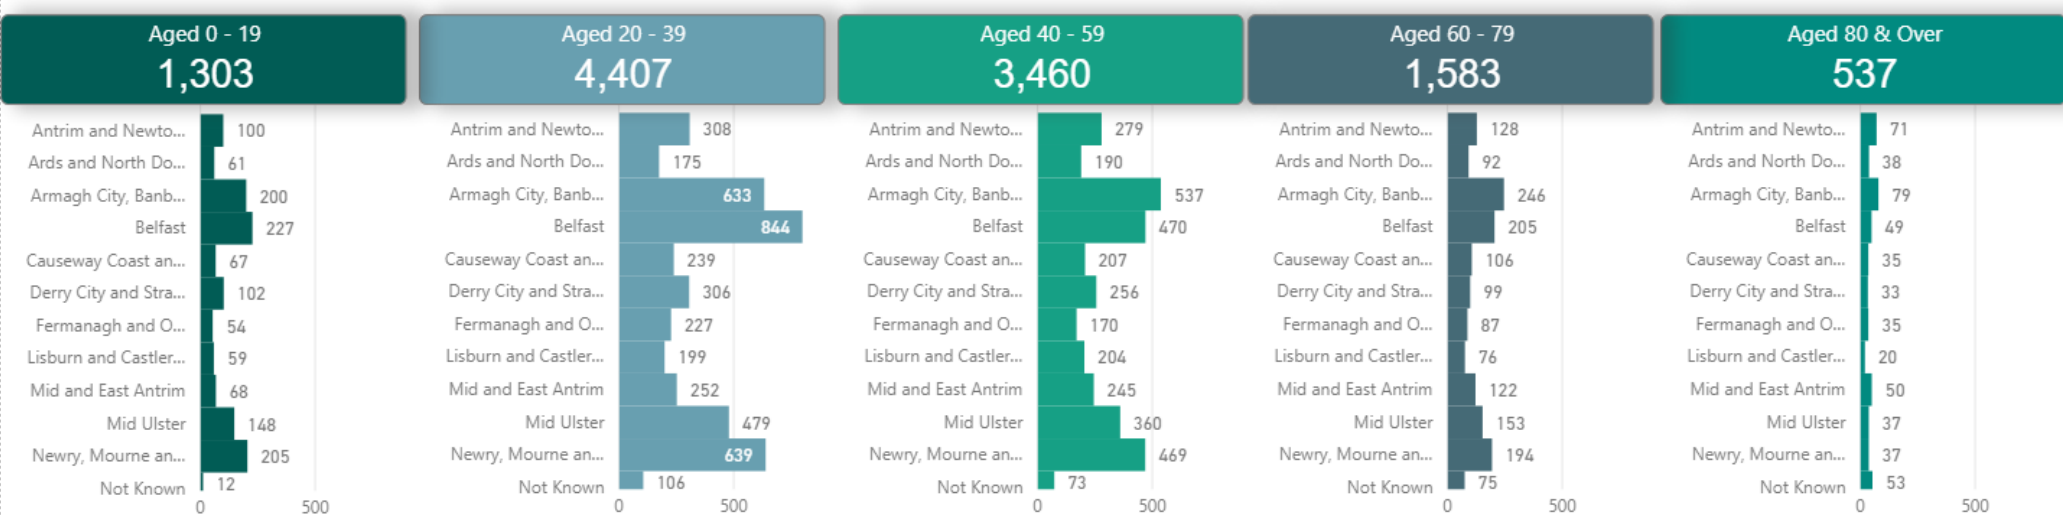 Aged 0 - 19
1,303
Antrim and Newto... 100
Ards and North Do... 61
Armagh City, Banb... 200
Belfast 227
Causeway Coast an... 67
Derry City and Stra... 102
Fermanagh and O... 54
Lisburn and Castler... 59
Mid and East Antrim 68
Mid Ulster 148
Newry, Mourne an... 205
Not Known 12
0 500
Aged 20 - 39
4,407
Antrim and Newto... 308
Ards and North Do... 175
Armagh City, Banb... 633
Belfast 844
Causeway Coast an... 239
Derry City and Stra... 306
Fermanagh and O... 227
Lisburn and Castler... 199
Mid and East Antrim 252
Mid Ulster 479
Newry, Mourne an... 639
Not Known 106
0 500
Aged 40 - 59
3,460
Antrim and Newto... 279
Ards and North Do... 190
Armagh City, Banb... 537
Belfast 470
Causeway Coast an... 207
Derry City and Stra... 256
Fermanagh and O... 170
Lisburn and Castler... 204
Mid and East Antrim 245
Mid Ulster 360
Newry, Mourne an... 469
Not Known 73
0 500
Aged 60 - 79
1,583
Antrim and Newto... 128
Ards and North Do... 92
Armagh City, Banb... 246
Belfast 205
Causeway Coast an... 106
Derry City and Stra... 99
Fermanagh and O... 87
Lisburn and Castler... 76
Mid and East Antrim 122
Mid Ulster 153
Newry, Mourne an... 194
Not Known 75
0 500
Aged 80 & Over
537
Antrim and Newto... 71
Ards and North Do... 38
Armagh City, Banb... 79
Belfast 49
Causeway Coast an... 35
Derry City and Stra... 33
Fermanagh and O... 35
Lisburn and Castler... 20
Mid and East Antrim 50
Mid Ulster 37
Newry, Mourne an... 37
Not Known 53
0 500